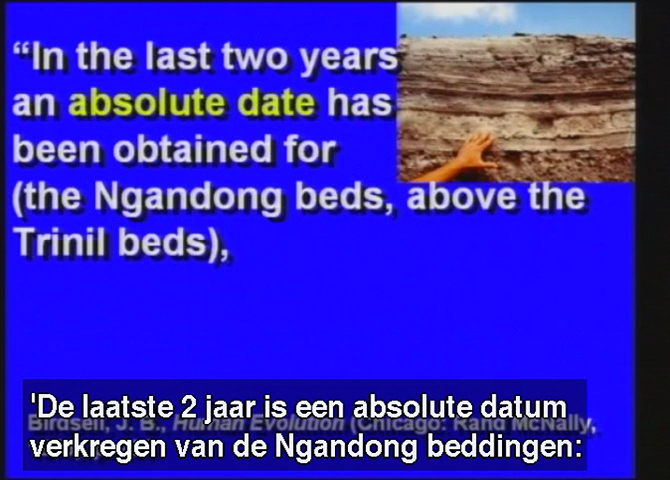 “In the last two years
an absolute date has
been obtained for
(the Ngandong beds, above the
Trinil beds),
'De laatste 2 jaar is een absolute datum
Birdsell, J. B., Human Evolution (Chicago: Rand McNally,
verkregen van de Ngandong beddingen: